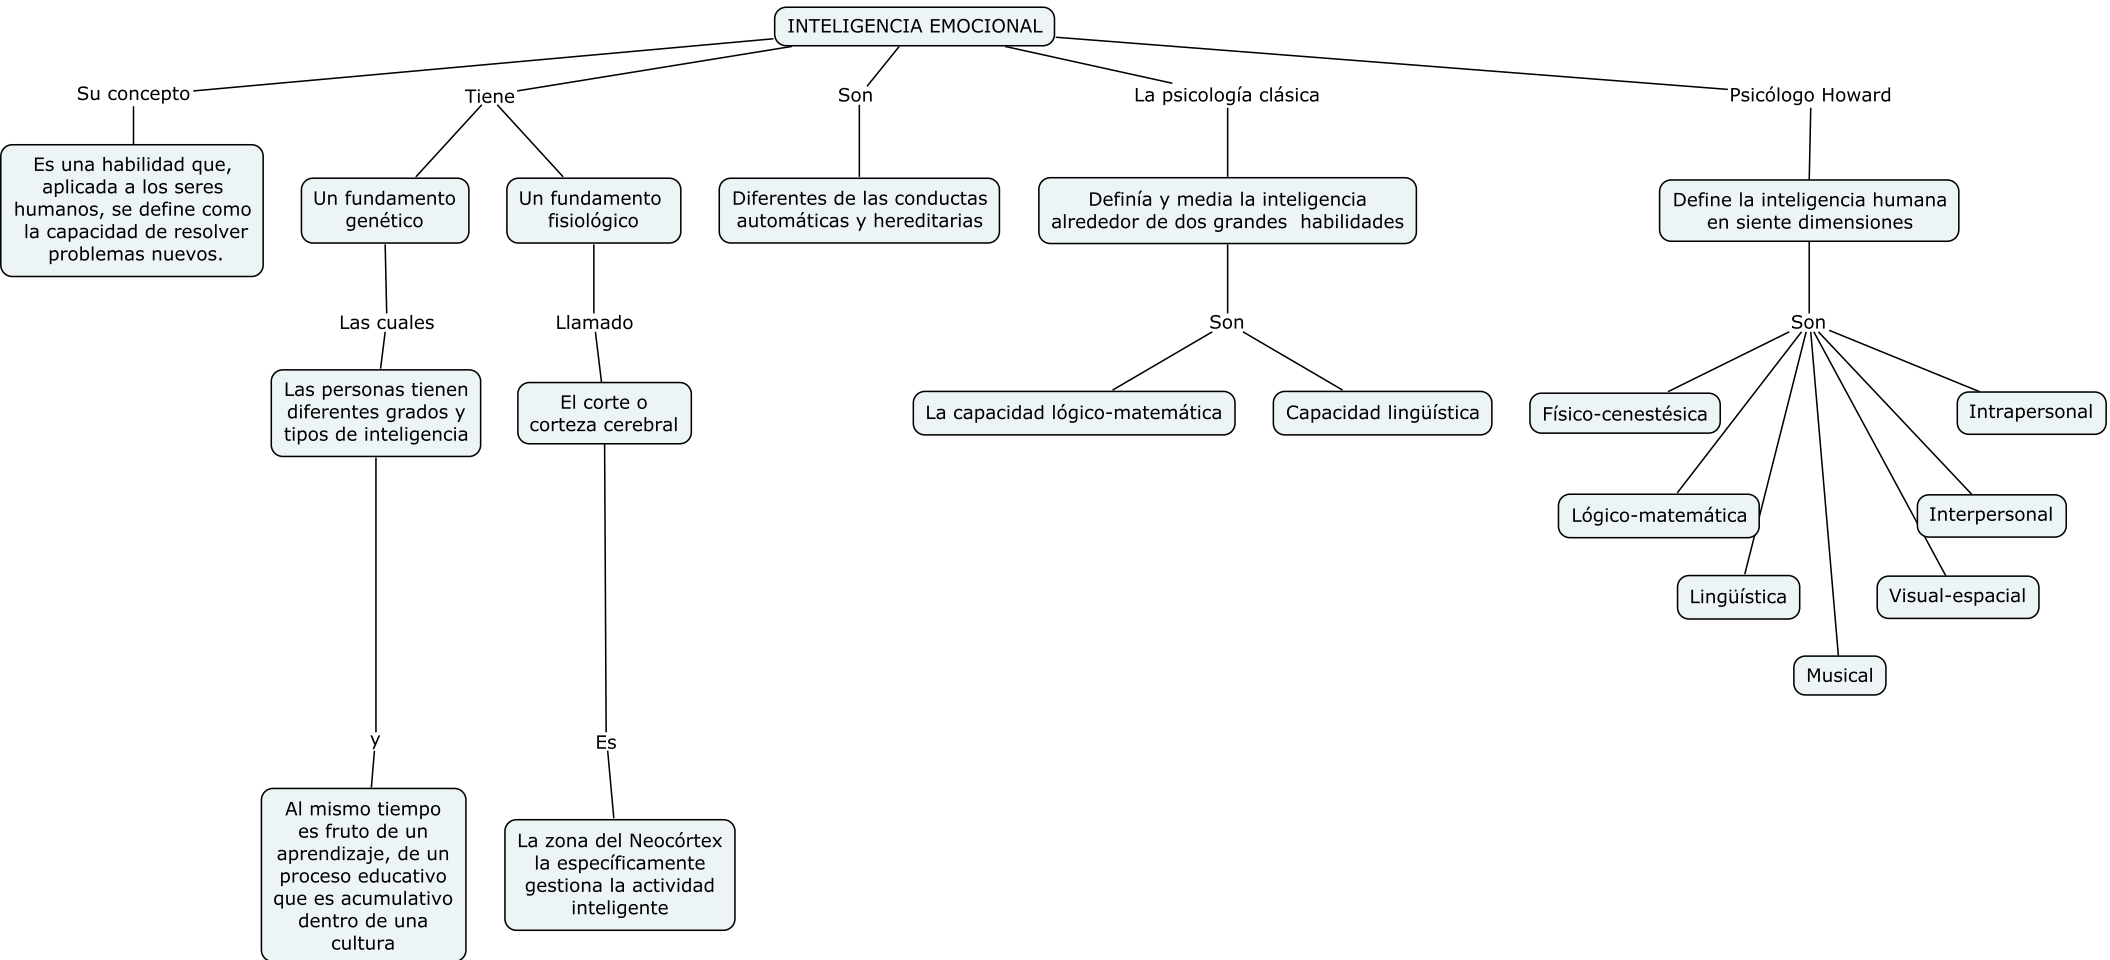 INTELIGENCIA EMOCIONAL
Su concepto
Tiene
Son
La psicología clásica
Psicólogo Howard
Es una habilidad que,
aplicada a los seres
humanos, se define como
la capacidad de resolver
problemas nuevos.
Un fundamento
genético
Un fundamento
fisiológico
Diferentes de las conductas
automáticas y hereditarias
Definía y media la inteligencia
alrededor de dos grandes habilidades
Define la inteligencia humana
en siente dimensiones
Las cuales
Llamado
Son
Son
Las personas tienen
diferentes grados y
tipos de inteligencia
El corte o
corteza cerebral
La capacidad lógico-matemática
Capacidad lingüística
Físico-cenestésica
Intrapersonal
Lógico-matemática
Interpersonal
Lingüística
Visual-espacial
Musical
y
Es
Al mismo tiempo
es fruto de un
aprendizaje, de un
proceso educativo
que es acumulativo
dentro de una
cultura
La zona del Neocórtex
la específicamente
gestiona la actividad
inteligente